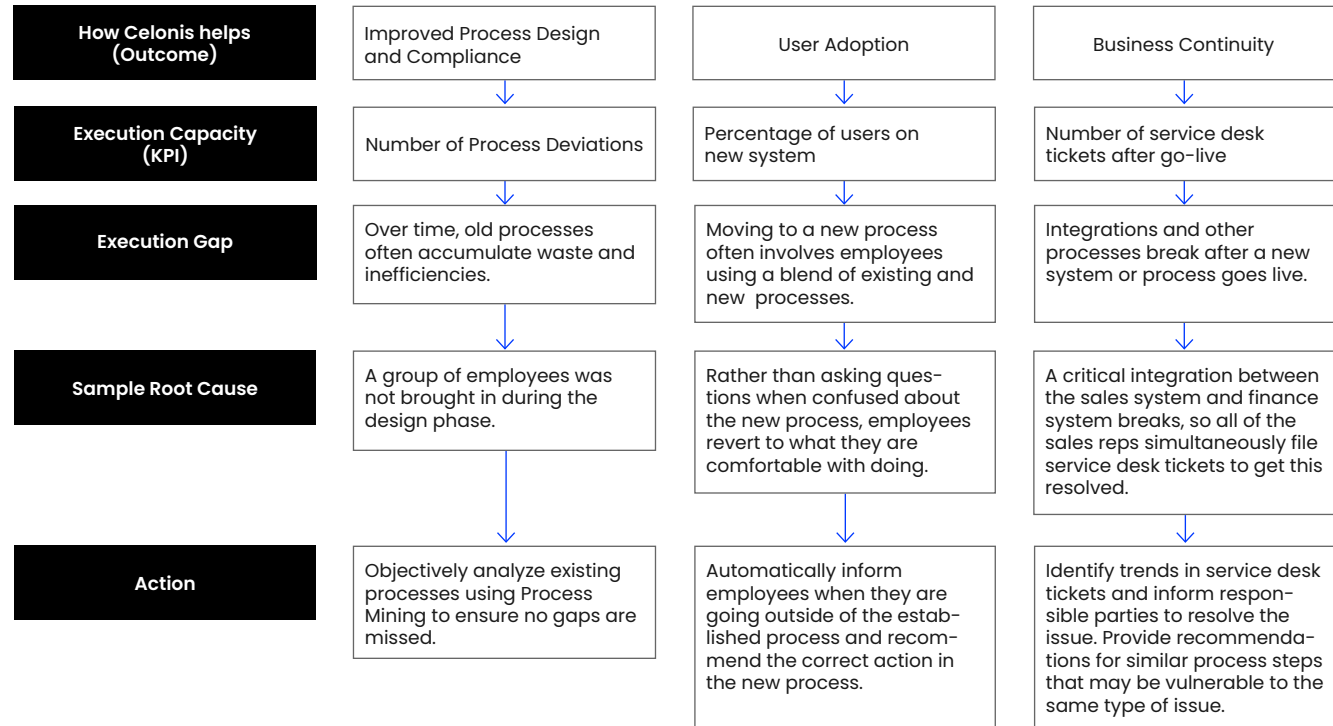 How Celonis helps
(Outcome)
Improved Process Design
and Compliance
User Adoption
Business Continuity
Execution Capacity
(KPI)
Number of Process Deviations
Percentage of users on
new system
Number of service desk
tickets after go-live
Execution Gap
Over time, old processes
often accumulate waste and
inefficiencies.
Moving to a new process
often involves employees
using a blend of existing and
new processes.
Integrations and other
processes break after a new
system or process goes live.
Sample Root Cause
A group of employees was
not brought in during the
design phase.
Rather than asking ques-
tions when confused about
the new process, employees
revert to what they are
comfortable with doing.
A critical integration between
the sales system and finance
system breaks, so all of the
sales reps simultaneously file
service desk tickets to get this
resolved.
Action
Objectively analyze existing
processes using Process
Mining to ensure no gaps are
missed.
Automatically inform
employees when they are
going outside of the estab-
lished process and recom-
mend the correct action in
the new process.
Identify trends in service desk
tickets and inform respon-
sible parties to resolve the
issue. Provide recommenda-
tions for similar process steps
that may be vulnerable to the
same type of issue.